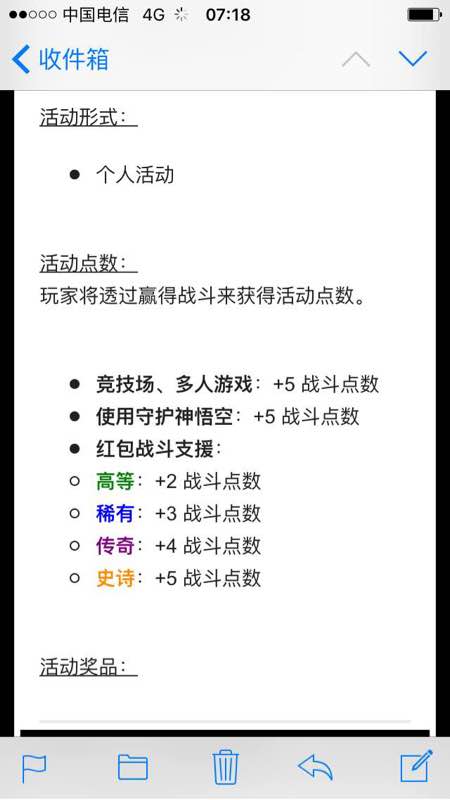 中国电信 4G 07:18
收件箱
活动形式：
● 个人活动
活动点数：
玩家将透过赢得战斗来获得活动点数。
● 竞技场、多人游戏：+5 战斗点数
● 使用守护神悟空：+5 战斗点数
● 红包战斗支援：
○ 高等：+2 战斗点数
○ 稀有：+3 战斗点数
○ 传奇：+4 战斗点数
○ 史诗：+5 战斗点数
活动奖品：